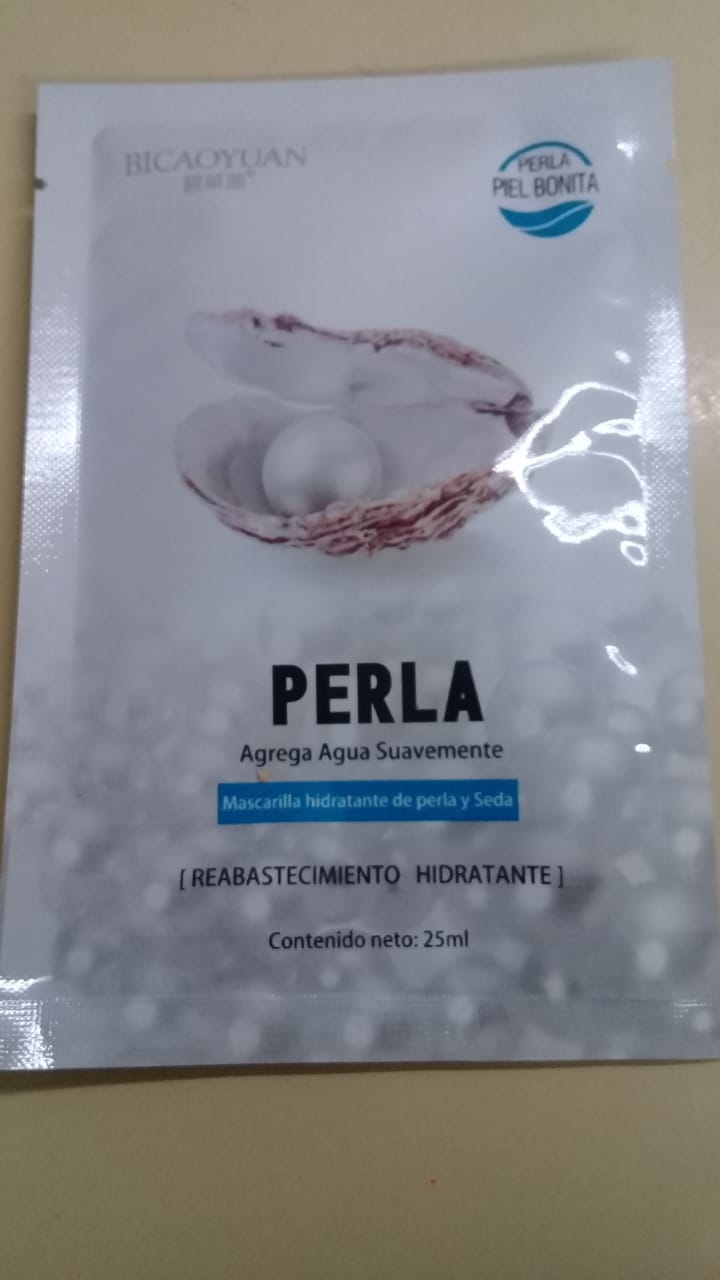 BICAOYUAN
PERLA
PIEL BONITA
PERLA
Agrega Agua Suavemente
Mascarilla hidratante de perla y Seda
[ REABASTECIMIENTO HIDRATANTE ]
Contenido neto: 25ml